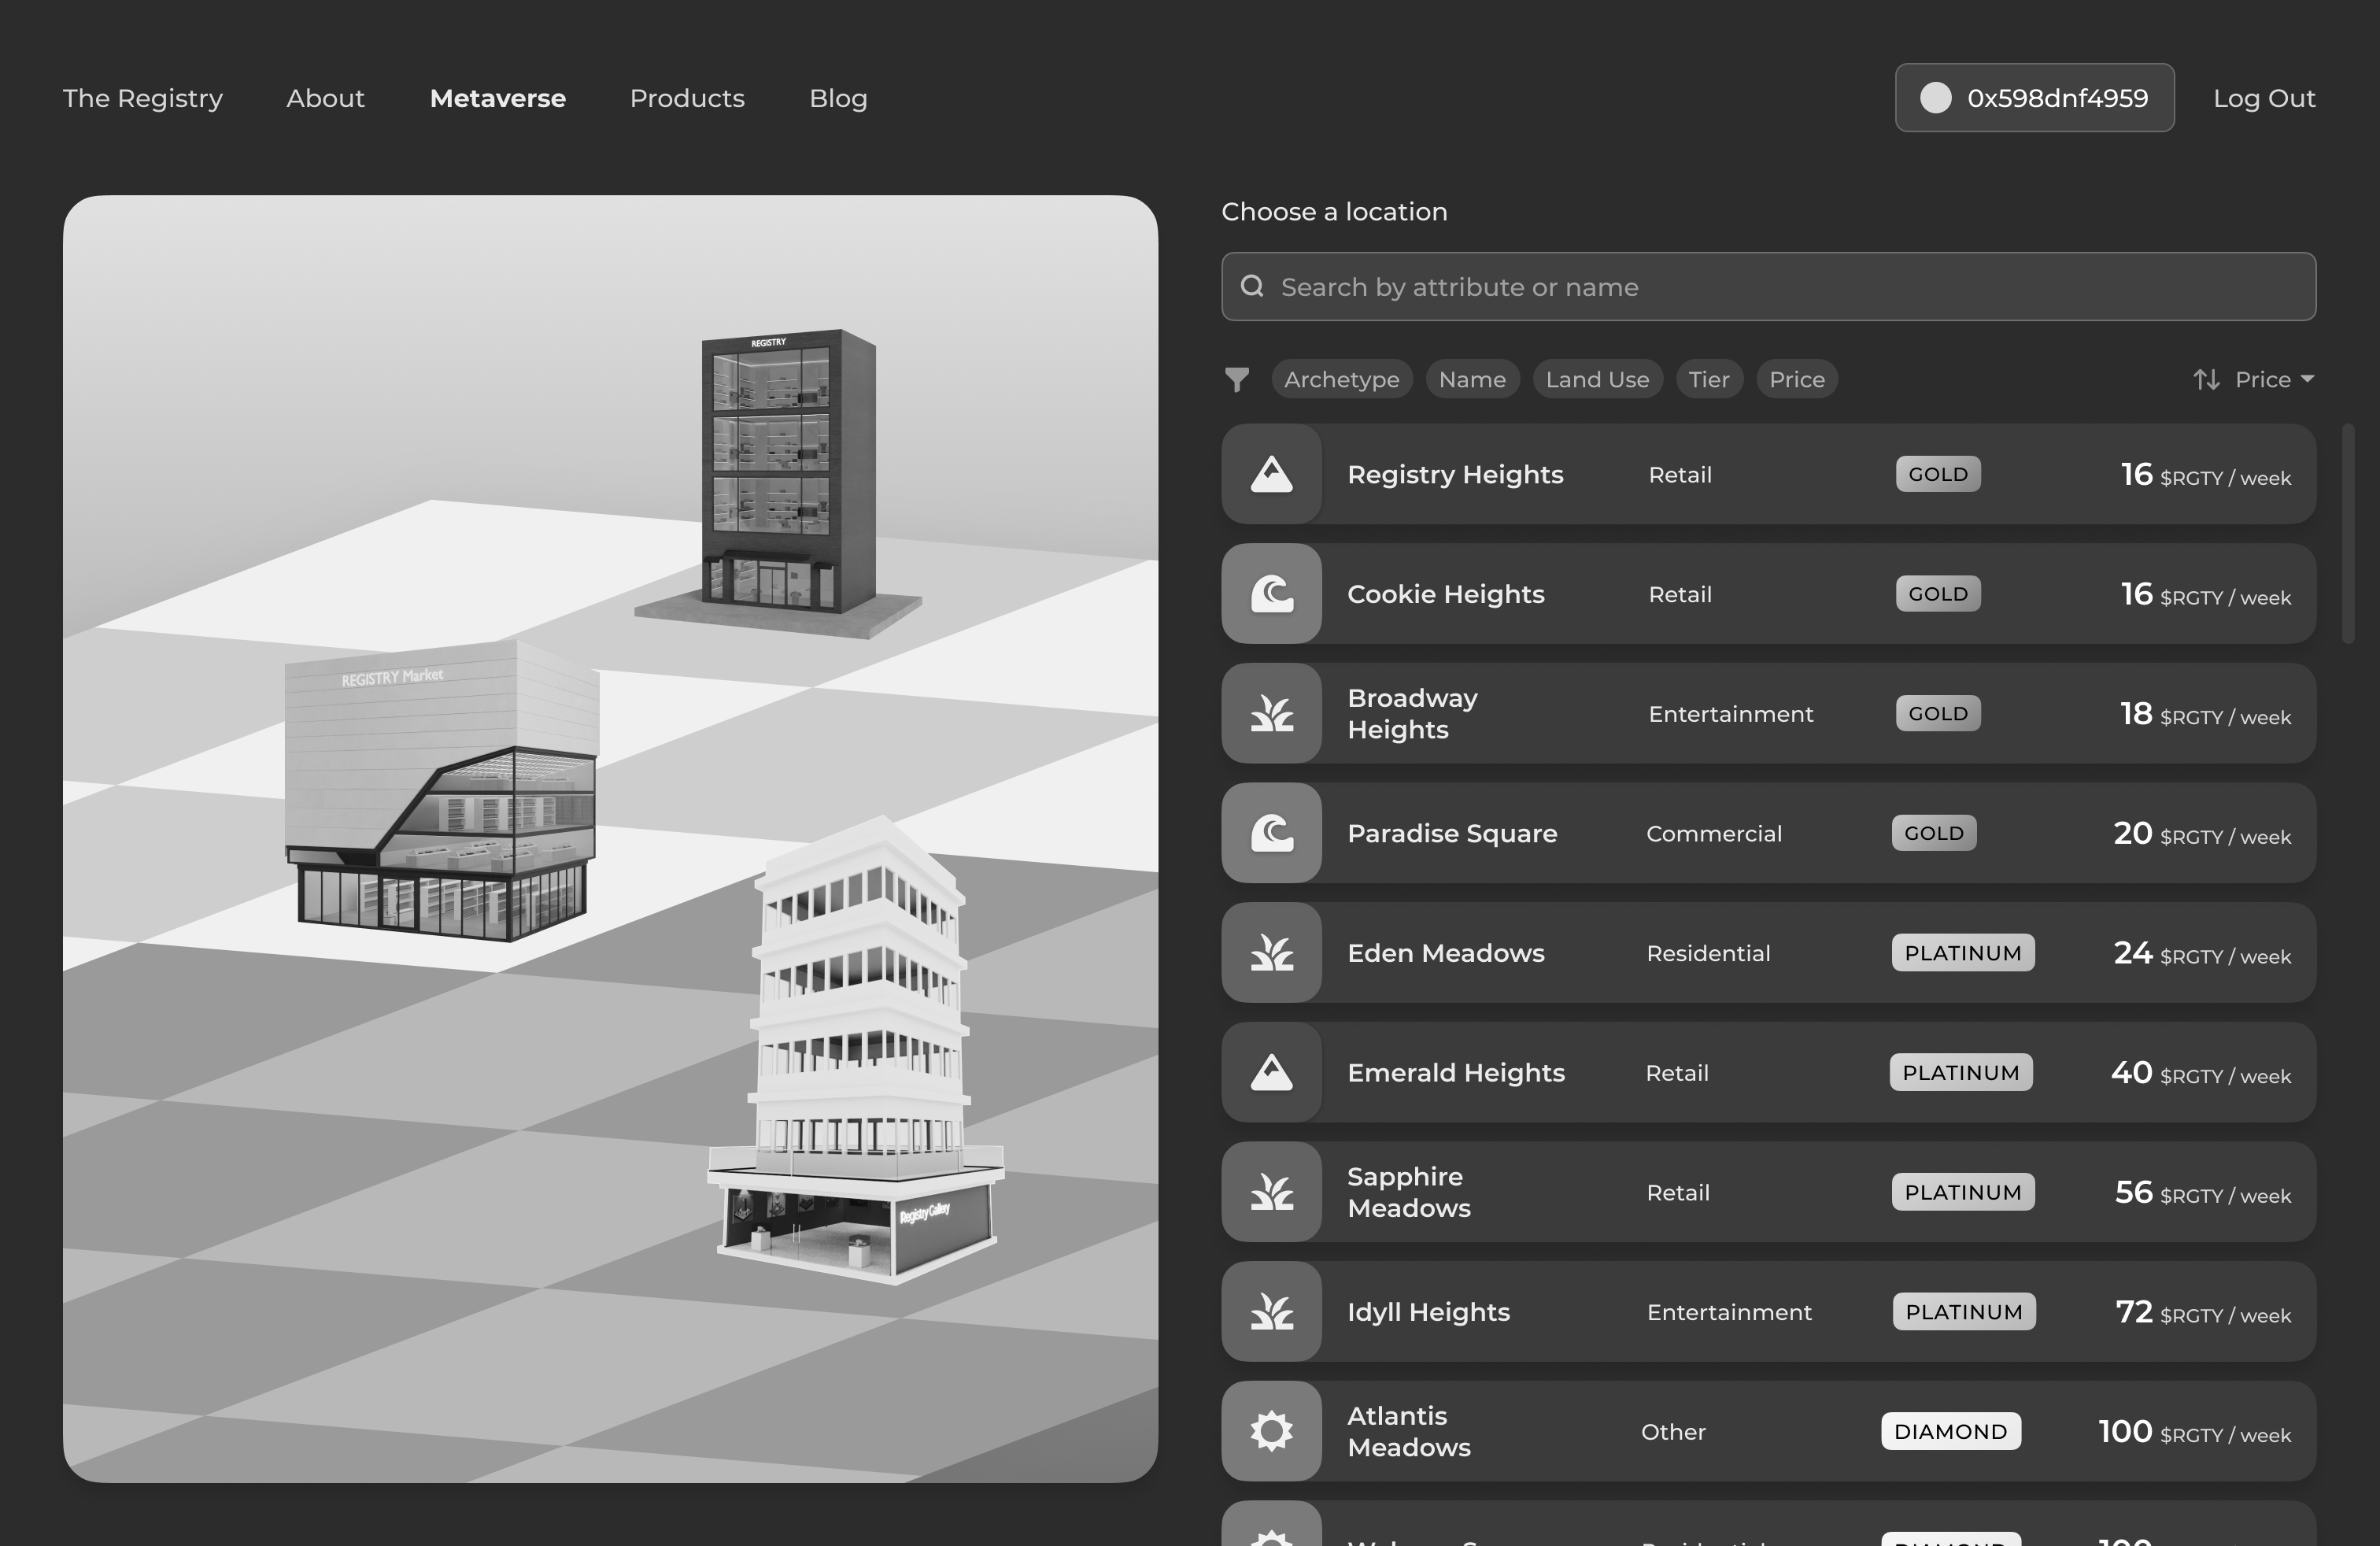 The Registry
About
Metaverse
Products
Blog
0x598dnf4959
Log Out
REGISTRY
REGISTRY Market
Registry Gallery
Choose a location
Search by attribute or name
Archetype
Name
Land Use
Tier
Price
Price
Registry Heights
Retail
GOLD
16 $RGTY / week
Cookie Heights
Retail
GOLD
16 $RGTY / week
Broadway
Heights
Entertainment
GOLD
18 $RGTY / week
Paradise Square
Commercial
GOLD
20 $RGTY / week
Eden Meadows
Residential
PLATINUM
24 $RGTY / week
Emerald Heights
Retail
PLATINUM
40 $RGTY / week
Sapphire
Meadows
Retail
PLATINUM
56 $RGTY / week
Idyll Heights
Entertainment
PLATINUM
72 $RGTY / week
Atlantis
Meadows
Other
DIAMOND
100 $RGTY / week